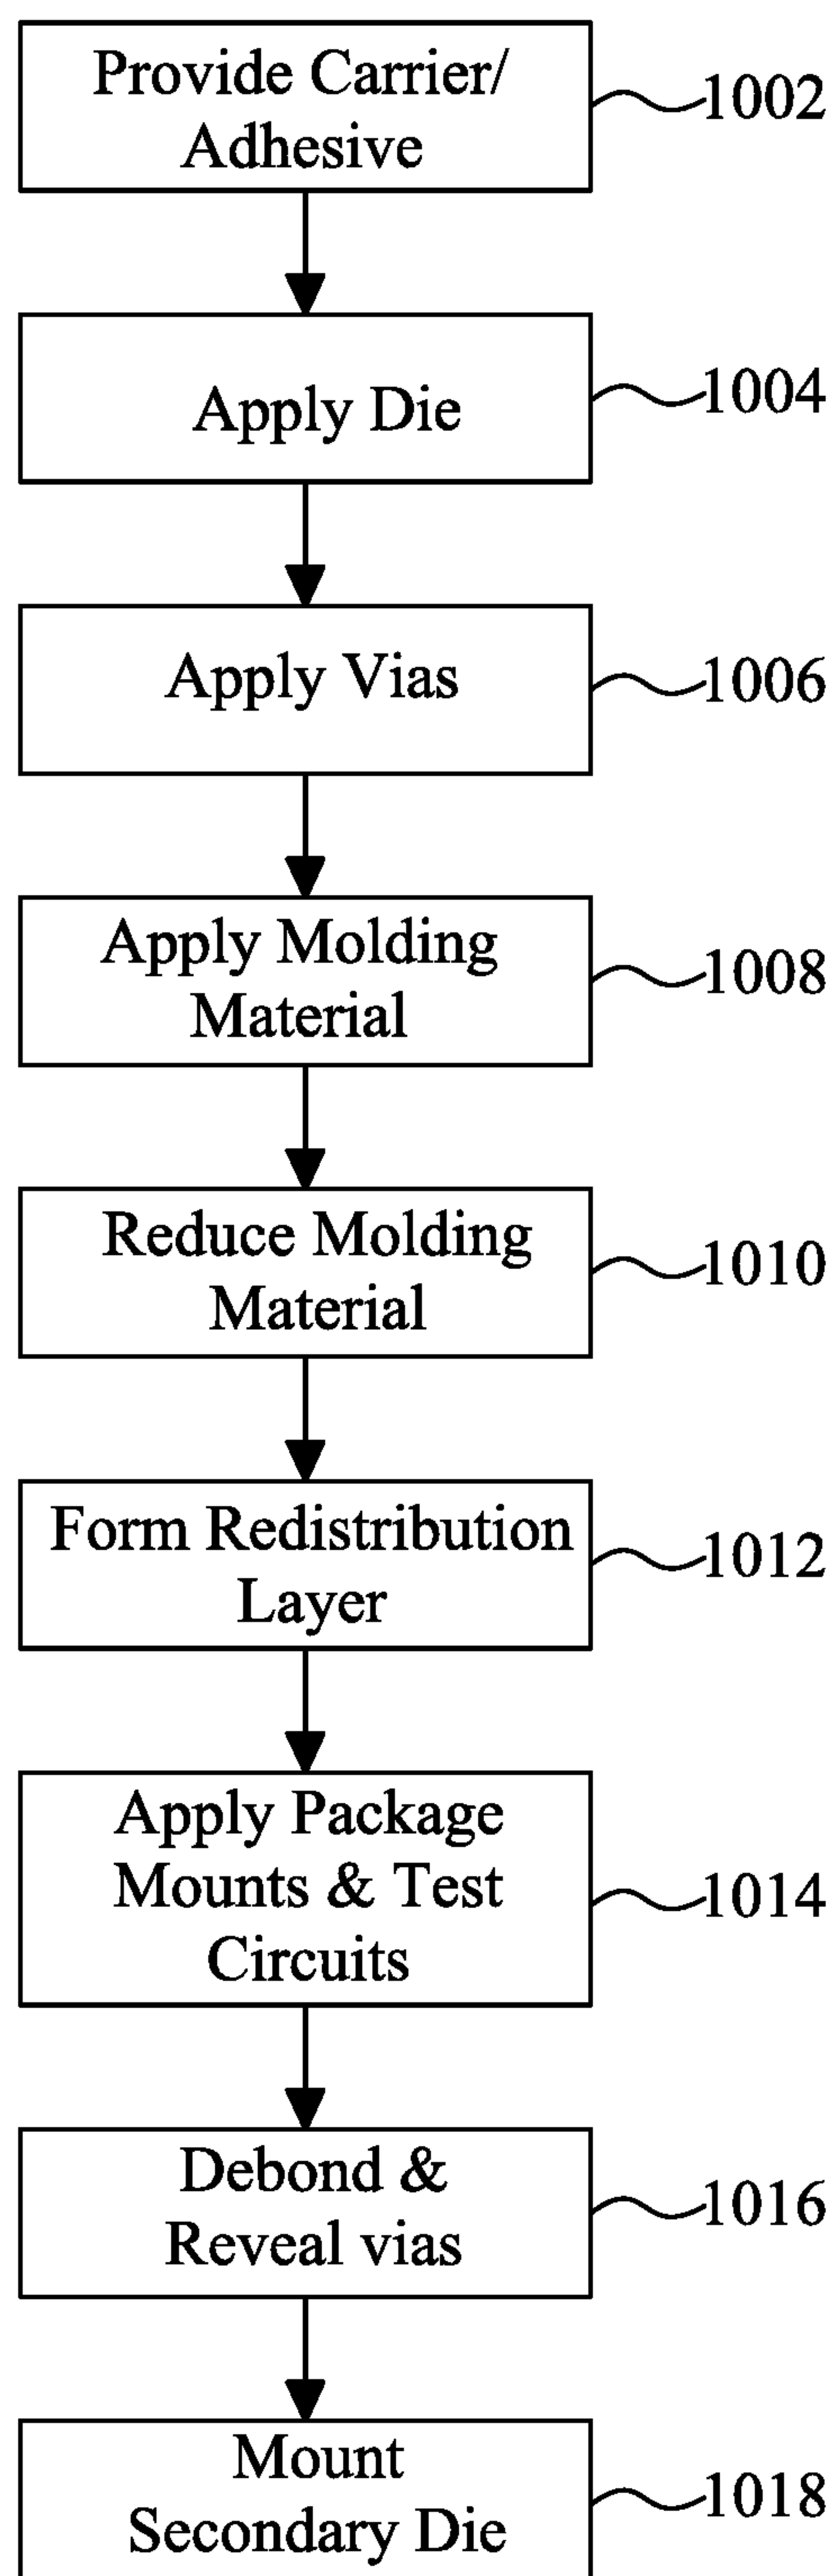 Provide Carrier/
Adhesive
1002
Apply Die
1004
Apply Vias
1006
Apply Molding
Material
1008
Reduce Molding
Material
1010
Form Redistribution
Layer
1012
Apply Package
Mounts & Test
Circuits
1014
Debond &
Reveal vias
1016
Mount
Secondary Die
1018